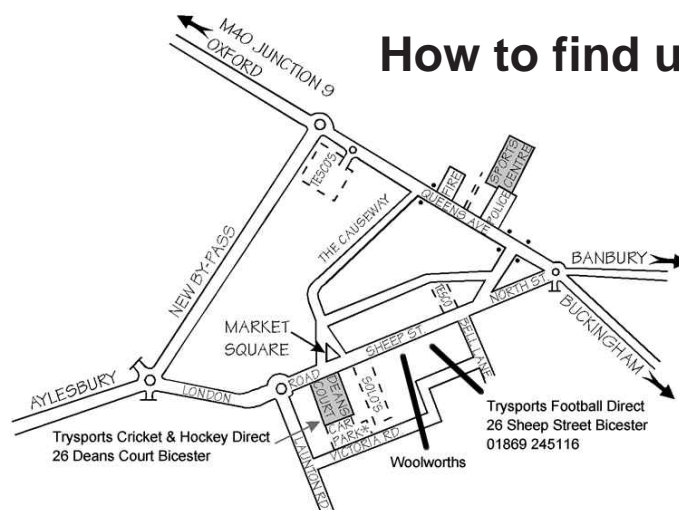 How to find u
M40 JUNCTION 9
OXFORD
TESCO'S
FIRE
SPORTS
CENTRE
POLICE
QUEENS AVE
THE CAUSEWAY
NEW BY-PASS
BANBURY
NORTH ST.
BUCKINGHAM
TESCO
MARKET
SQUARE
SHEEP ST.
BELL LANE
AYLESBURY
LONDON
ROAD
DEANS
COURT
SOLO'S
CAR
PARK*
VICTORIA RD
LAUNTON RD
Trysports Cricket & Hockey Direct
26 Deans Court Bicester
Woolworths
Trysports Football Direct
26 Sheep Street Bicester
01869 245116